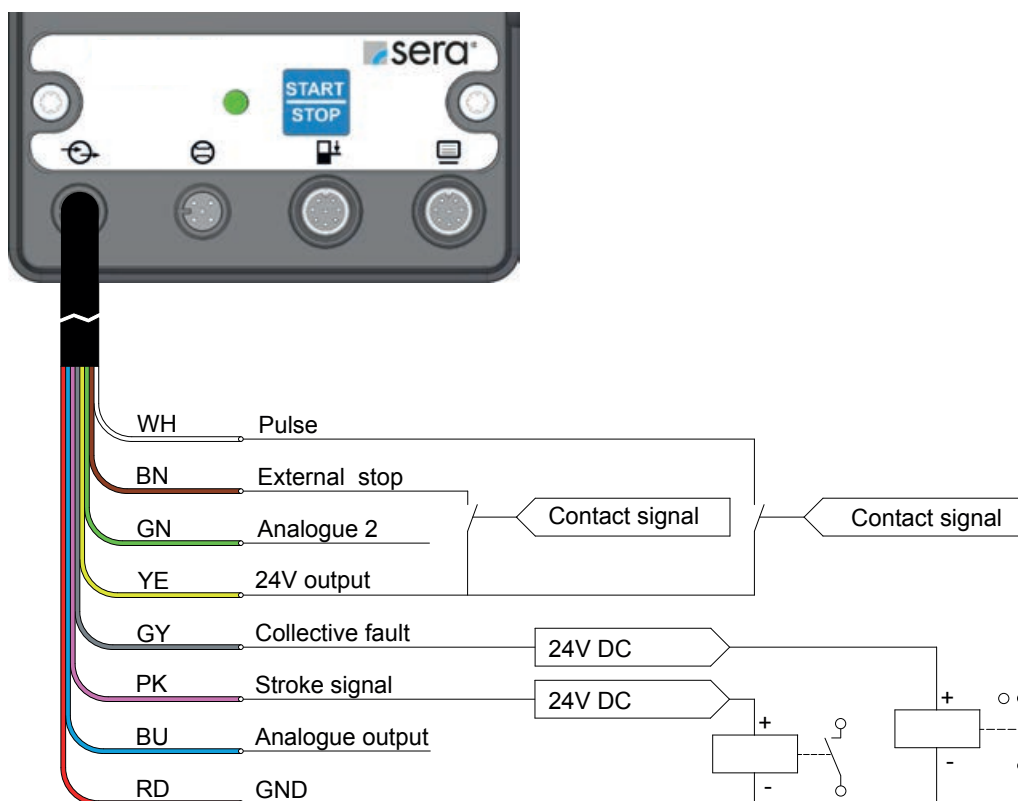 sera®
START
STOP
WH Pulse
BN External stop
Contact signal
Contact signal
GN Analogue 2
YE 24V output
GY Collective fault
24V DC
PK Stroke signal
24V DC
+
+
BU Analogue output
-
-
RD GND